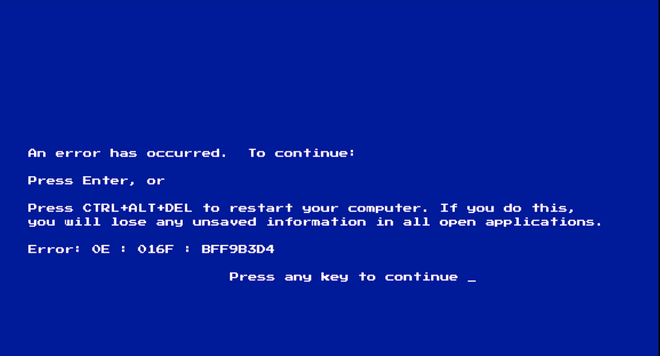 An error has occurred.  To continue:
Press Enter, or
Press CTRL+ALT+DEL to restart your computer. If you do this,
you will lose any unsaved information in all open applications.
Error: 0E : 016F : BFF9B3D4
Press any key to continue _